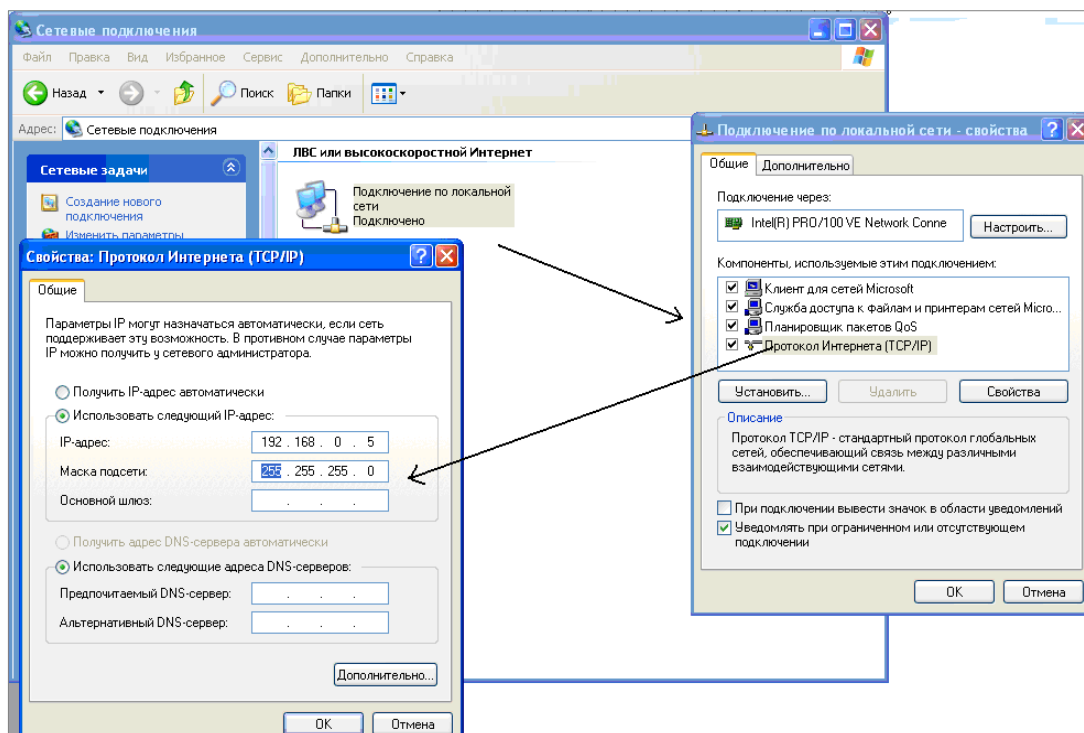 Сетевые подключения
Файл Правка Вид Избранное Сервис Дополнительно Справка
Назад Поиск Папки
Адрес: Сетевые подключения
Сетевые задачи
Создание нового
подключения
Изменить параметры
ЛВС или высокоскоростной Интернет
Подключение по локальной
сети
Подключено
Подключение по локальной сети - свойства
Общие Дополнительно
Подключение через:
Intel(R) PRO/100 VE Network Conne
Настроить...
Компоненты, используемые этим подключением:
Клиент для сетей Microsoft
Служба доступа к файлам и принтерам сетей Micro...
Планировщик пакетов QoS
Протокол Интернета (TCP/IP)
Установить... Удалить Свойства
Описание
Протокол TCP/IP - стандартный протокол глобальных
сетей, обеспечивающий связь между различными
взаимодействующими сетями.
При подключении вывести значок в области уведомлений
Уведомлять при ограниченном или отсутствующем
подключении
OK Отмена
Свойства: Протокол Интернета (TCP/IP)
Общие
Параметры IP могут назначаться автоматически, если сеть
поддерживает эту возможность. В противном случае параметры
IP можно получить у сетевого администратора.
Получить IP-адрес автоматически
Использовать следующий IP-адрес:
IP-адрес: 192 . 168 . 0 . 5
Маска подсети: 255 . 255 . 255 . 0
Основной шлюз: . . .
Получить адрес DNS-сервера автоматически
Использовать следующие адреса DNS-серверов:
Предпочитаемый DNS-сервер: . . .
Альтернативный DNS-сервер: . . .
Дополнительно...
OK Отмена